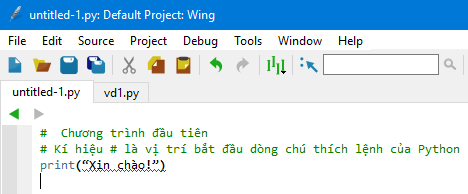 untitled-1.py: Default Project: Wing
File Edit Source Project Debug Tools Window Help
untitled-1.py vd1.py
# Chương trình đầu tiên
# Kí hiệu # là vị trí bắt đầu dòng chú thích lệnh của Python
print(“Xin chào!”)